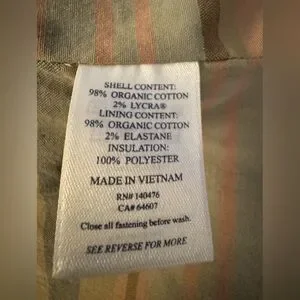 SHELL CONTENT:
98% ORGANIC COTTON
2% LYCRA®
LINING CONTENT:
98% ORGANIC COTTON
2% ELASTANE
INSULATION:
100% POLYESTER
MADE IN VIETNAM
RN# 140476
CA# 64607
Close all fastening before wash.
SEE REVERSE FOR MORE